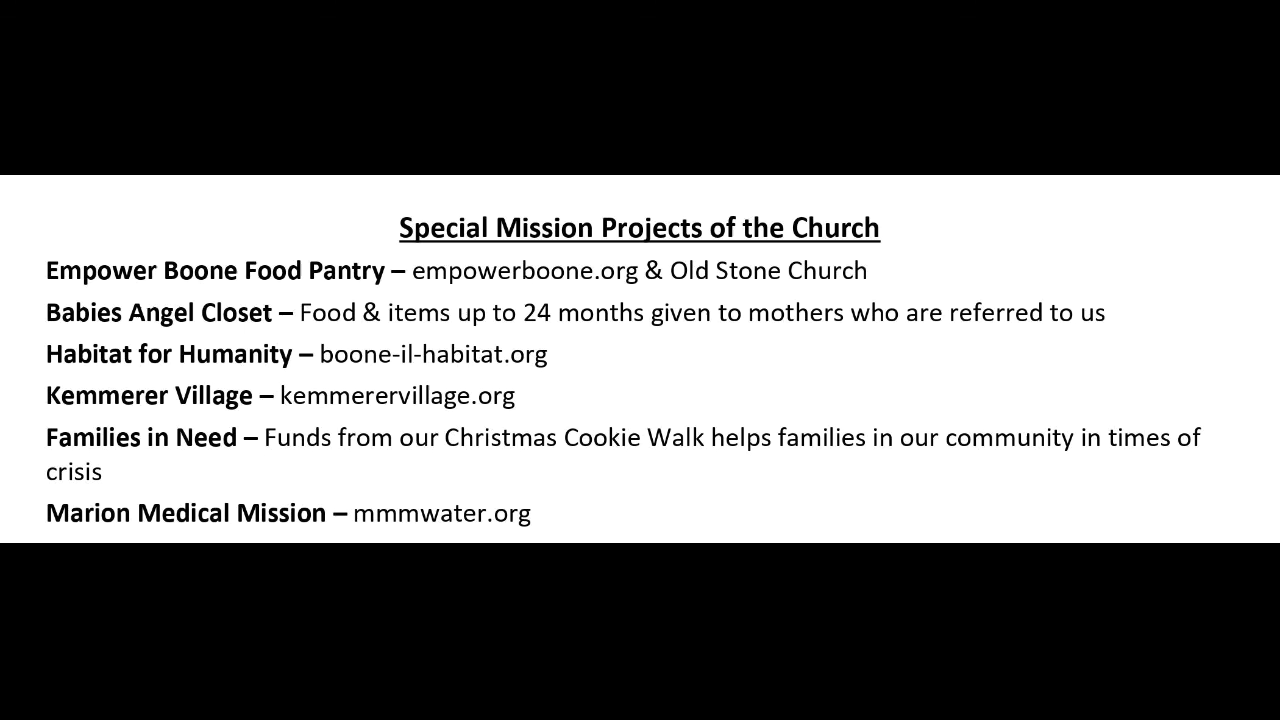 Special Mission Projects of the Church
Empower Boone Food Pantry – empowerboone.org & Old Stone Church
Babies Angel Closet – Food & items up to 24 months given to mothers who are referred to us
Habitat for Humanity – boone-il-habitat.org
Kemmerer Village – kemmerervillage.org
Families in Need – Funds from our Christmas Cookie Walk helps families in our community in times of
crisis
Marion Medical Mission – mmmwater.org